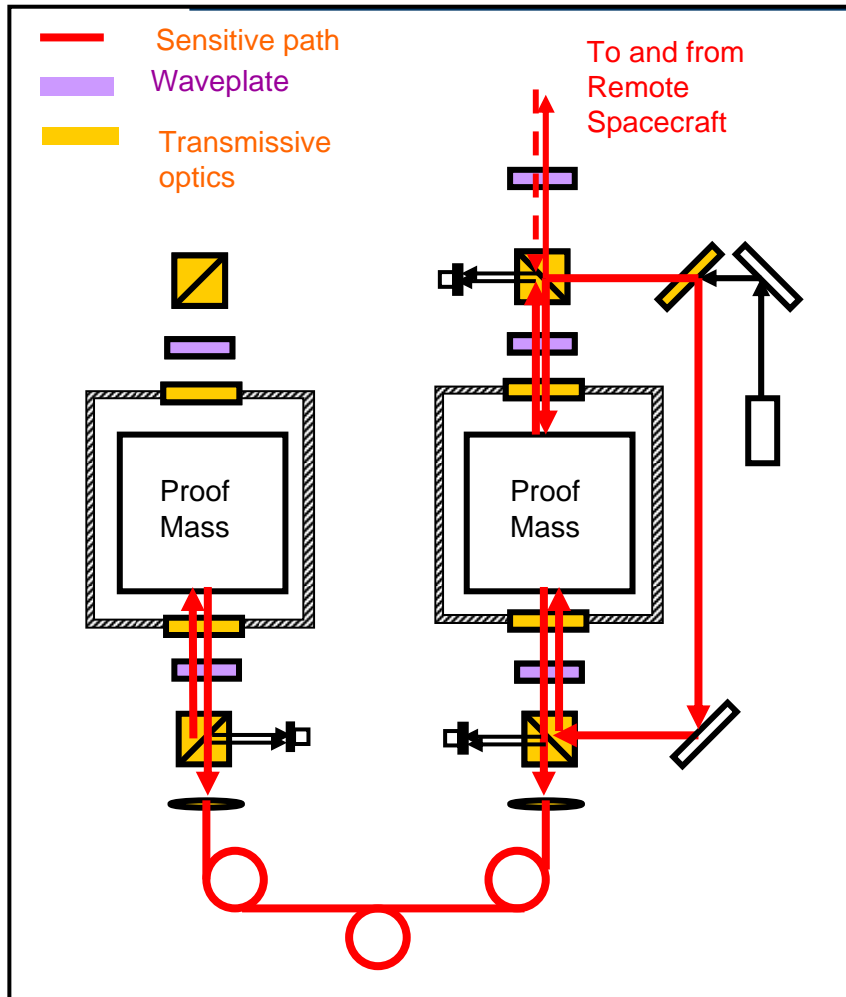 Sensitive path
Waveplate
Transmissive
optics
To and from
Remote
Spacecraft
Proof
Mass
Proof
Mass